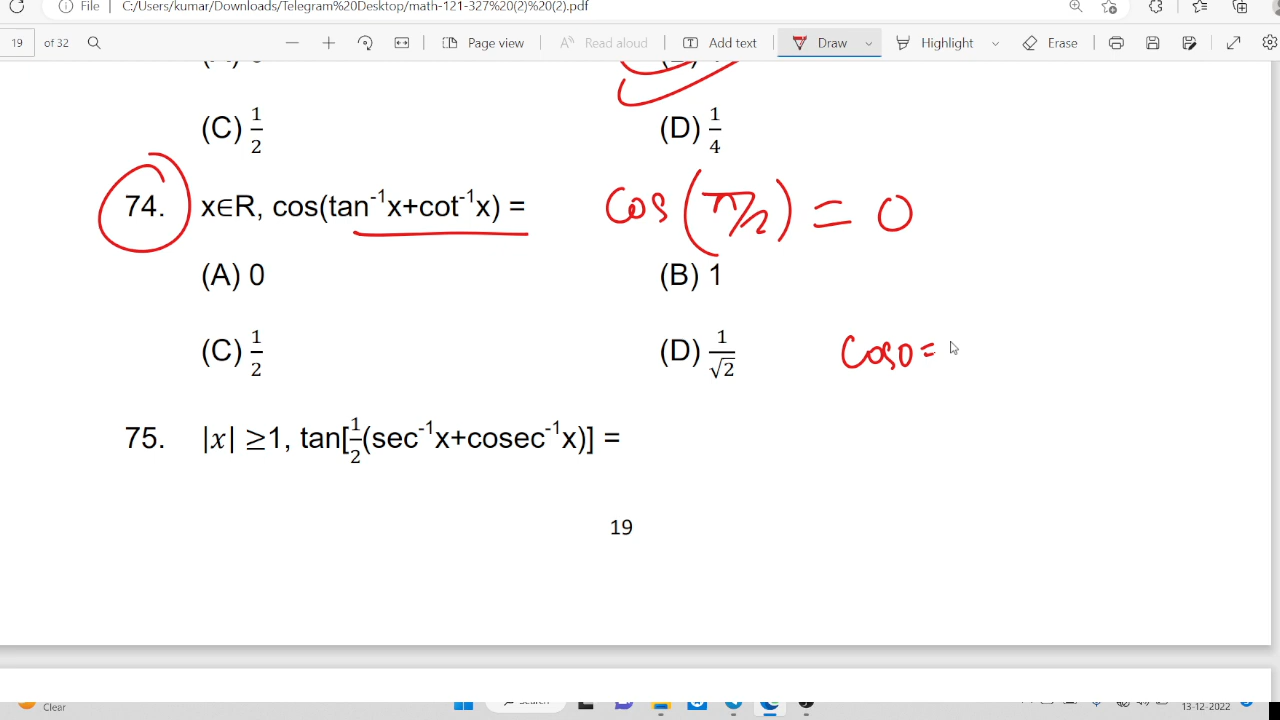 File C:/Users/kumar/Downloads/Telegram%20Desktop/math-121-327%20(2)%20(2).pdf
19 of 32 Page view Read aloud Add text Draw Highlight Erase
(C) 1/2 (D) 1/4
74. x∈R, cos(tan⁻¹x+cot⁻¹x) = cos(π/2) = 0
(A) 0 (B) 1
(C) 1/2 (D) 1/√2 cos0=
75. |x| ≥1, tan[1/2(sec⁻¹x+cosec⁻¹x)] =
19
Clear 13-12-2022